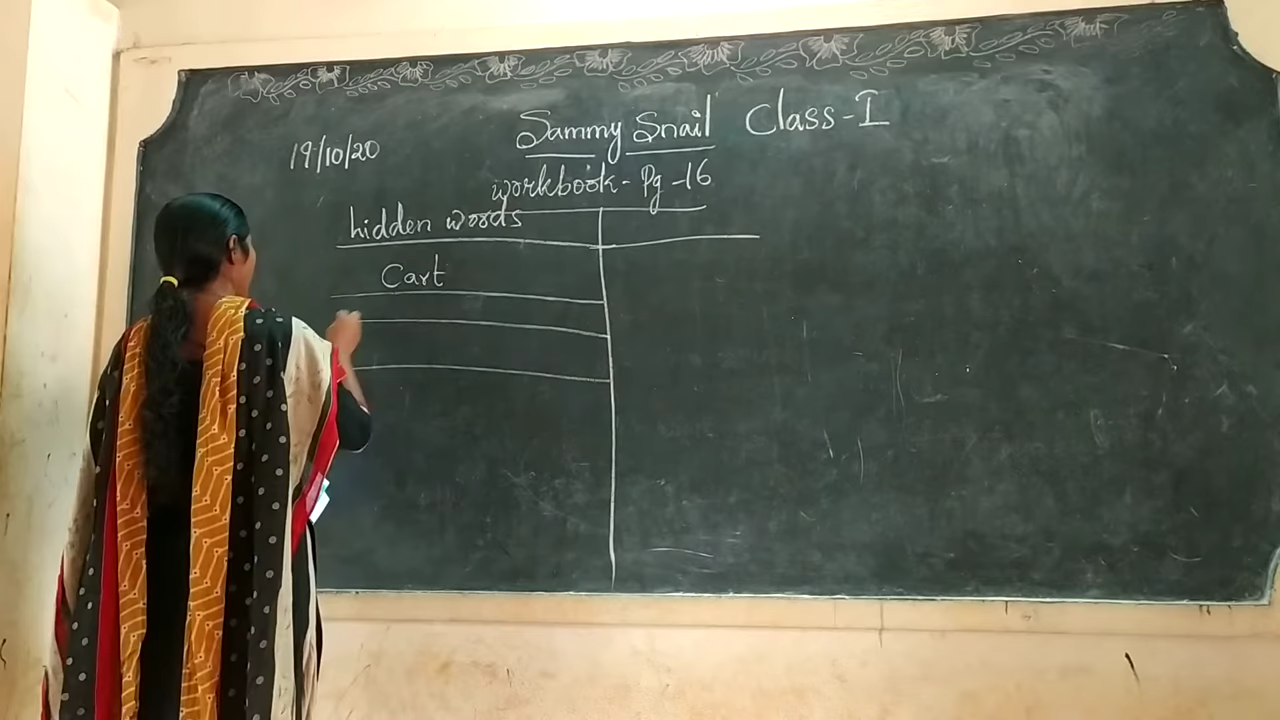 Sammy Snail Class-I
19/10/20
workbook - Pg -16
hidden words
Cart